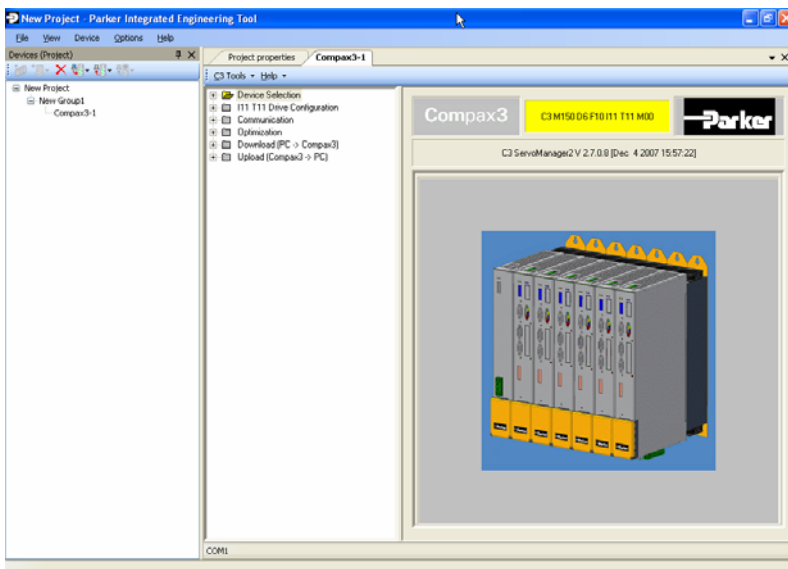 New Project - Parker Integrated Engineering Tool
File View Device Options Help
Devices (Project)
New Project
New Group1
Compax3-1
Project properties Compax3-1
C3 Tools Help
Device Selection
I11 T11 Drive Configuration
Communication
Optimization
Download (PC -> Compax3)
Upload (Compax3 -> PC)
Compax3
C3 M150 D6 F10 I11 T11 M00
Parker
C3 ServoManager2 V 2.7.0.8 [Dec 4 2007 15:57:22]
COM1